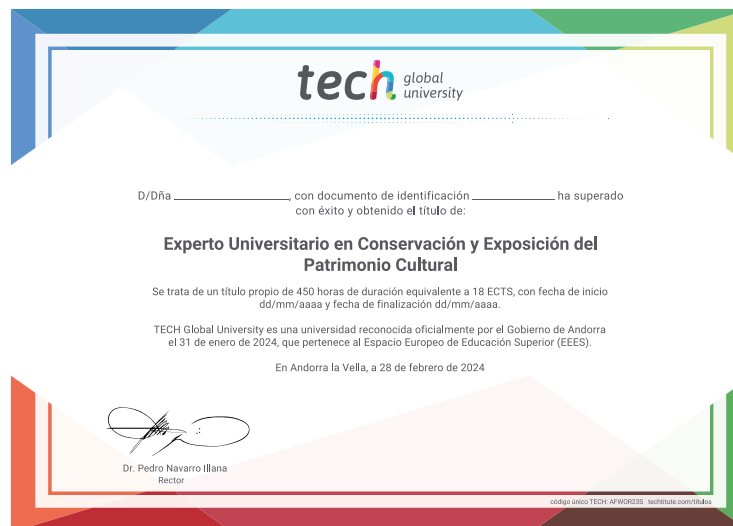 tech global university
D/Dña ______________, con documento de identificación ______________ ha superado
con éxito y obtenido el título de:
Experto Universitario en Conservación y Exposición del
Patrimonio Cultural
Se trata de un título propio de 450 horas de duración equivalente a 18 ECTS, con fecha de inicio
dd/mm/aaaa y fecha de finalización dd/mm/aaaa.
TECH Global University es una universidad reconocida oficialmente por el Gobierno de Andorra
el 31 de enero de 2024, que pertenece al Espacio Europeo de Educación Superior (EEES).
En Andorra la Vella, a 28 de febrero de 2024
Dr. Pedro Navarro Illana
Rector
código único TECH: AFWOR23S techtitute.com/titulos